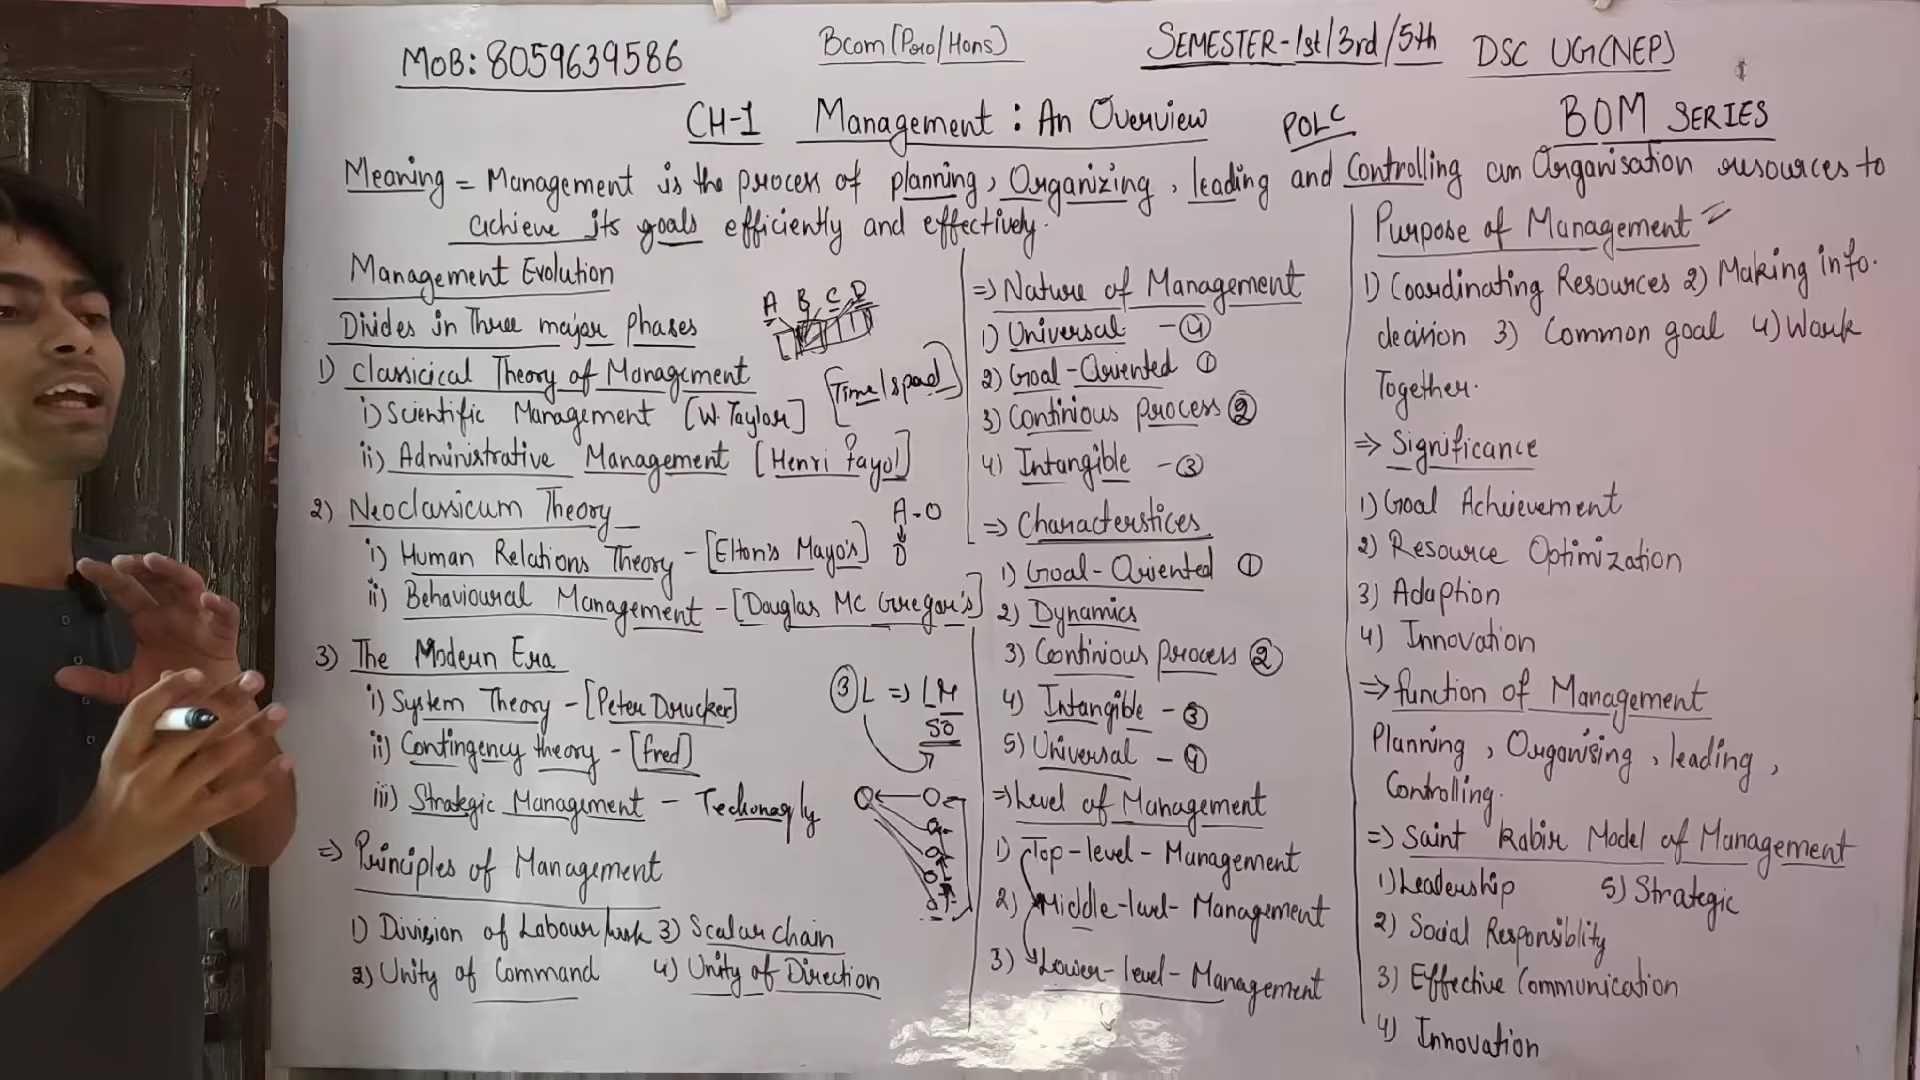 MOB: 8059639586
Bcom (Pro/Hons)
SEMESTER-1st/3rd/5th
DSC UG(NEP)
CH-1 Management: An Overview
POLC
BOM SERIES
Meaning = Management is the process of planning, Organizing, leading and Controlling an Organisation resources to
achieve its goals efficiently and effectively.
Management Evolution
Divides in Three major phases
A B C D
1) Classicical Theory of Management
[Time/spead]
i) Scientific Management [W. Taylor]
ii) Administrative Management [Henri fayol]
2) Neoclassicum Theory
A-O
D
i) Human Relations Theory - [Elton's Mayo's]
ii) Behavioural Management - [Douglas MC Gregor's]
3) The Modern Era
i) System Theory - [Peter Drucker]
③ L => LM
50
ii) Contingency theory - [fred]
iii) Strategic Management -
=> Principles of Management
1) Division of Labour/work 3) Scalar chain
2) Unity of Command 4) Unity of Direction
=> Nature of Management
1) Universal - ④
2) Goal-Oriented ①
3) Continious process ②
4) Intangible - ③
=> Characterstices
1) Goal-Oriented ①
2) Dynamics
3) Continious process ②
4) Intangible - ③
5) Universal - ④
=> Level of Management
1) Top-level-Management
2) Middle-level-Management
3) Lower-level-Management
Purpose of Management
1) Coordinating Resources 2) Making info.
decision 3) Common goal 4) Work
Together.
=> Significance
1) Goal Achievement
2) Resource Optimization
3) Adaption
4) Innovation
=> function of Management
Planning, Organising, leading,
Controlling.
=> Saint Kabir Model of Management
1) Leadership 5) Strategic
2) Social Responsiblity
3) Effective Communication
4) Innovation